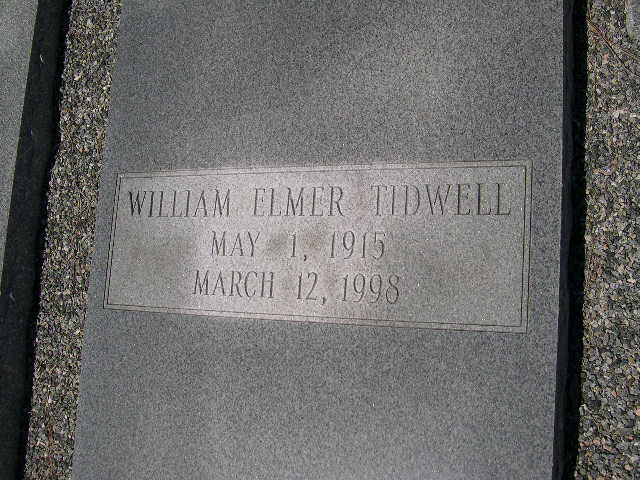 WILLIAM ELMER TIDWELL
MAY 1, 1915
MARCH 12, 1998